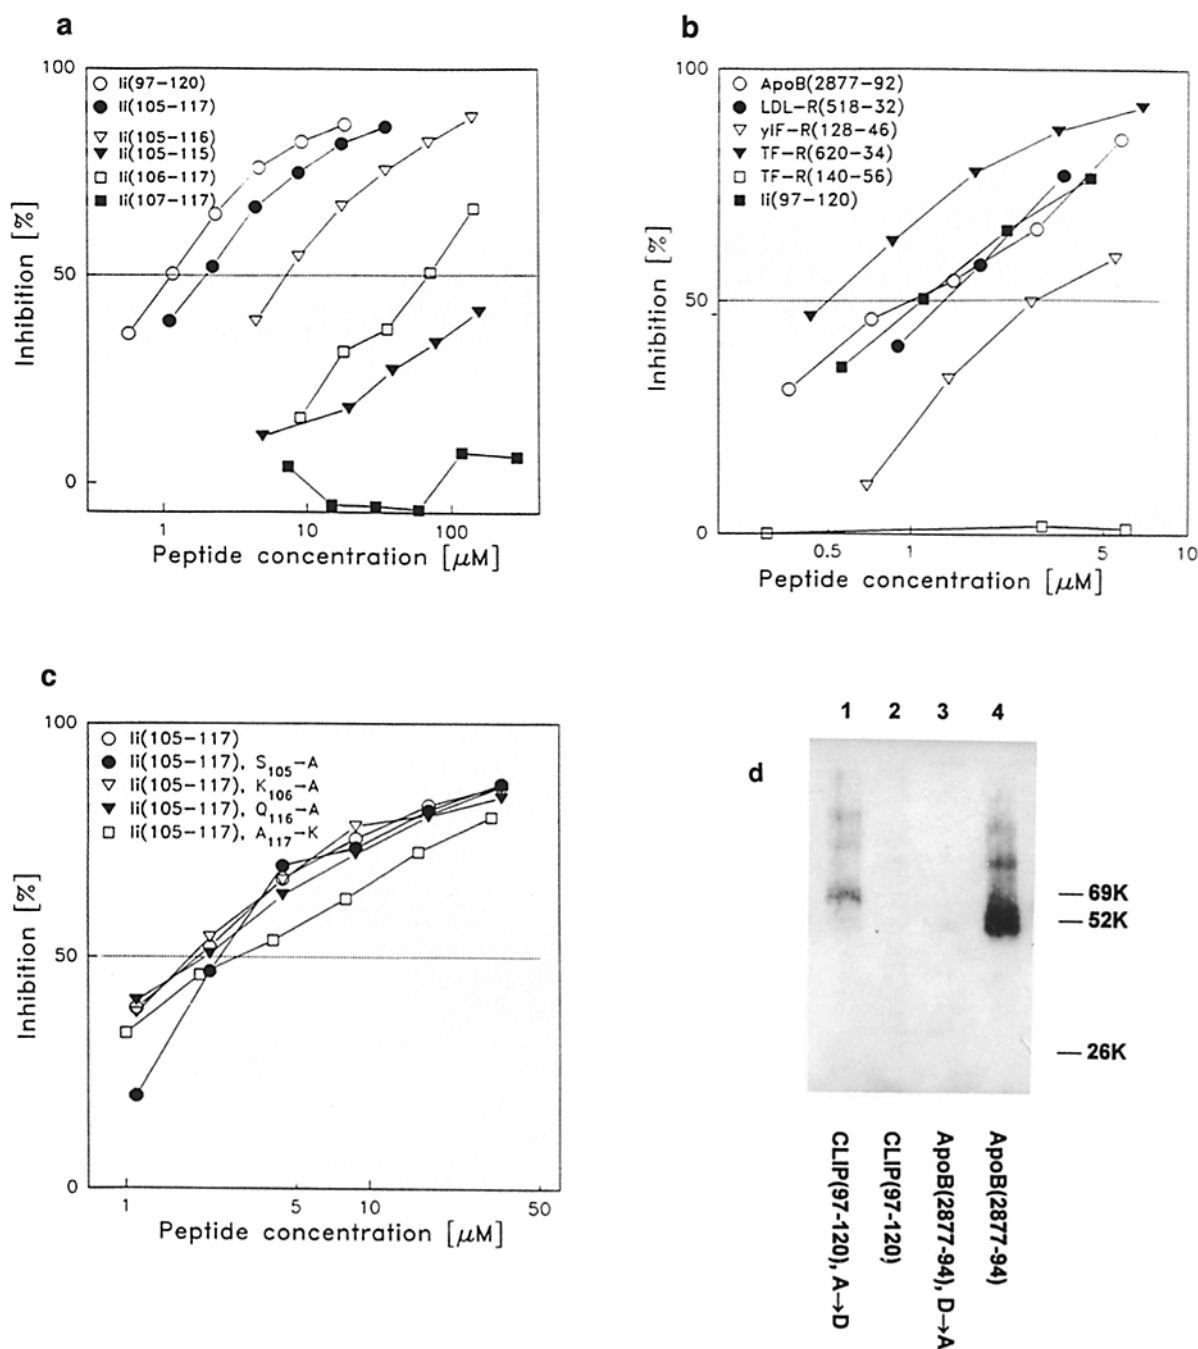 a
100
Ii(97-120)
Ii(105-117)
Ii(105-116)
Ii(105-115)
Ii(106-117)
Ii(107-117)
50
0
Inhibition [%]
1 10 100
Peptide concentration [μM]
b
100
ApoB(2877-92)
LDL-R(518-32)
yIF-R(128-46)
TF-R(620-34)
TF-R(140-56)
Ii(97-120)
50
0
Inhibition [%]
0.5 1 5 10
Peptide concentration [μM]
c
100
Ii(105-117)
Ii(105-117), S105-A
Ii(105-117), K106-A
Ii(105-117), Q116-A
Ii(105-117), A117-K
50
0
Inhibition [%]
1 5 10 50
Peptide concentration [μM]
d
1 2 3 4
69K
52K
26K
CLIP(97-120), A→D
CLIP(97-120)
ApoB(2877-94), D→A
ApoB(2877-94)